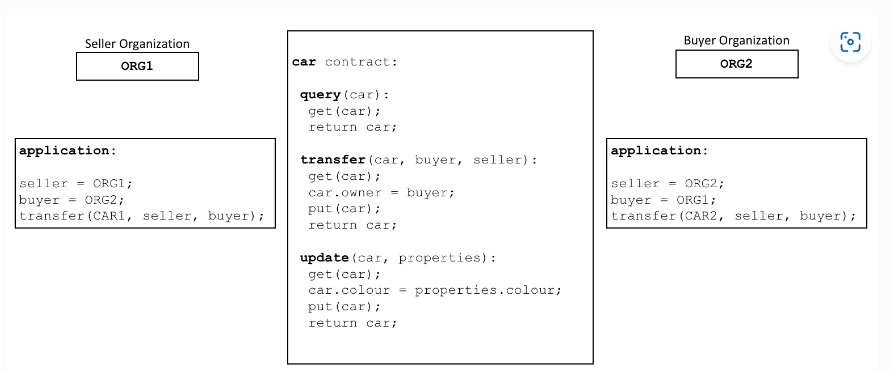 Seller Organization
ORG1
application:
seller = ORG1;
buyer = ORG2;
transfer(CAR1, seller, buyer);
car contract:
query(car):
get(car);
return car;
transfer(car, buyer, seller):
get(car);
car.owner = buyer;
put(car);
return car;
update(car, properties):
get(car);
car.colour = properties.colour;
put(car);
return car;
Buyer Organization
ORG2
application:
seller = ORG2;
buyer = ORG1;
transfer(CAR2, seller, buyer);